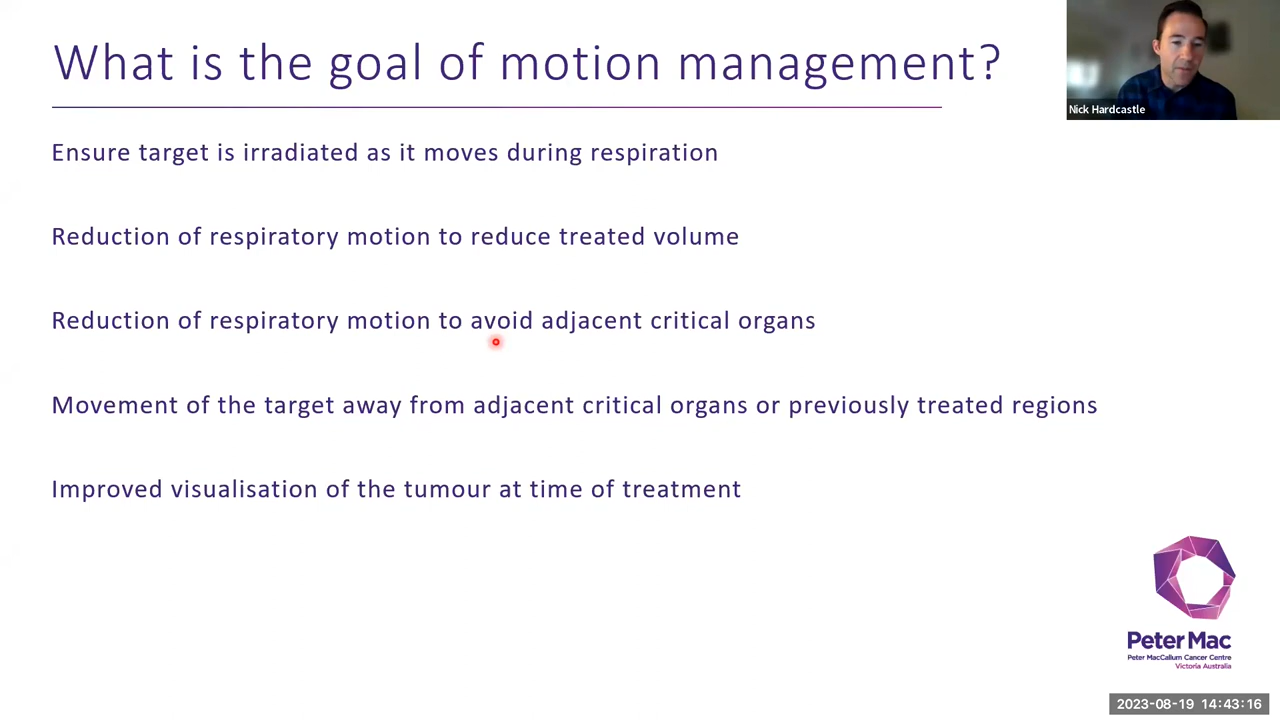 What is the goal of motion management?
Nick Hardcastle
Ensure target is irradiated as it moves during respiration
Reduction of respiratory motion to reduce treated volume
Reduction of respiratory motion to avoid adjacent critical organs
Movement of the target away from adjacent critical organs or previously treated regions
Improved visualisation of the tumour at time of treatment
Peter Mac
Peter MacCallum Cancer Centre
Victoria Australia
2023-08-19 14:43:16